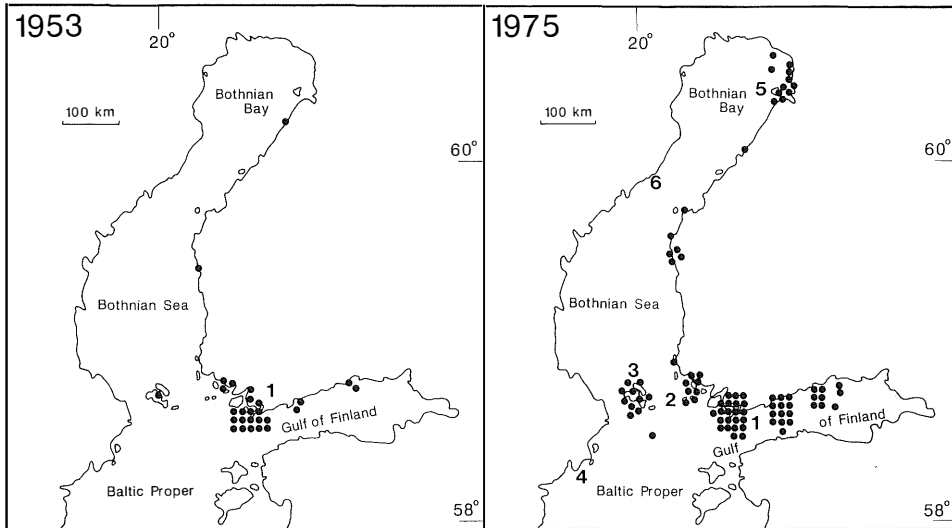 1953
20°
Bothnian
Bay
100 km
60°
Bothnian Sea
1
Gulf of Finland
Baltic Proper
58°
1975
20°
Bothnian
Bay
5
100 km
60°
6
Bothnian Sea
3
2
1
Gulf
of Finland
4
Baltic Proper
58°